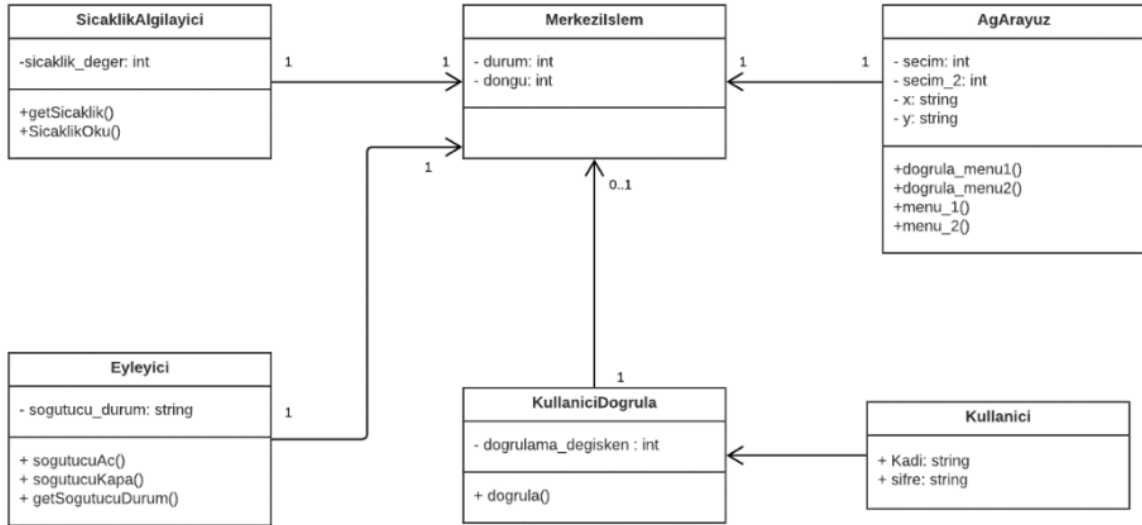 SicaklikAlgilayici
-sicaklik_deger: int
+getSicaklik()
+SicaklikOku()
1
1
MerkeziIslem
- durum: int
- dongu: int
1
1
AgArayuz
- secim: int
- secim_2: int
- x: string
- y: string
+dogrula_menu1()
+dogrula_menu2()
+menu_1()
+menu_2()
1
0..1
Eyleyici
- sogutucu_durum: string
+ sogutucuAc()
+ sogutucuKapa()
+ getSogutucuDurum()
1
1
KullaniciDogrula
- dogrulama_degisken : int
+ dogrula()
Kullanici
+ Kadi: string
+ sifre: string